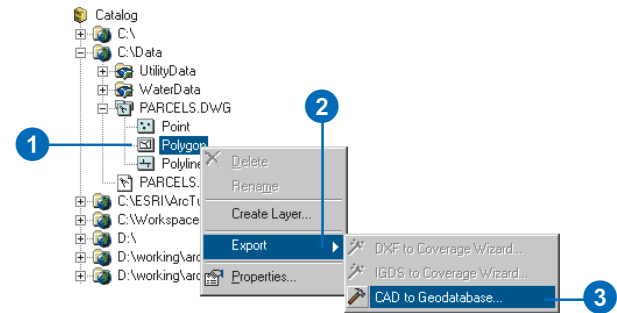 Catalog
C:\
C:\Data
UtilityData
WaterData
PARCELS.DWG
2
Point
1
Polygon
Polyline
Delete
PARCELS.
Rename
C:\ESRI\ArcTu
Create Layer...
C:\Workspace
D:\
Export
DXF to Coverage Wizard...
D:\working\arc
IGDS to Coverage Wizard...
D:\working\arc
Properties...
CAD to Geodatabase...
3